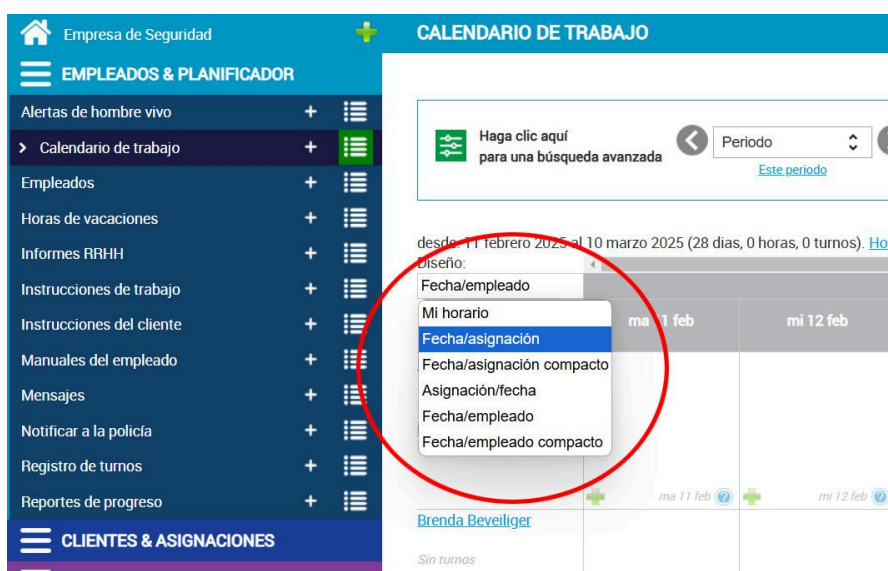 Empresa de Seguridad
EMPLEADOS & PLANIFICADOR
Alertas de hombre vivo
Calendario de trabajo
Empleados
Horas de vacaciones
Informes RRHH
Instrucciones de trabajo
Instrucciones del cliente
Manuales del empleado
Mensajes
Notificar a la policía
Registro de turnos
Reportes de progreso
CLIENTES & ASIGNACIONES
CALENDARIO DE TRABAJO
Haga clic aquí
para una búsqueda avanzada
Periodo
Este periodo
desde: 11 febrero 2025 al 10 marzo 2025 (28 dias, 0 horas, 0 turnos). Ho
Diseño:
Fecha/empleado
Mi horario
Fecha/asignación
Fecha/asignación compacto
Asignación/fecha
Fecha/empleado
Fecha/empleado compacto
ma 11 feb
mi 12 feb
ma 11 feb
mi 12 feb
Brenda Beveiliger
Sin turnos